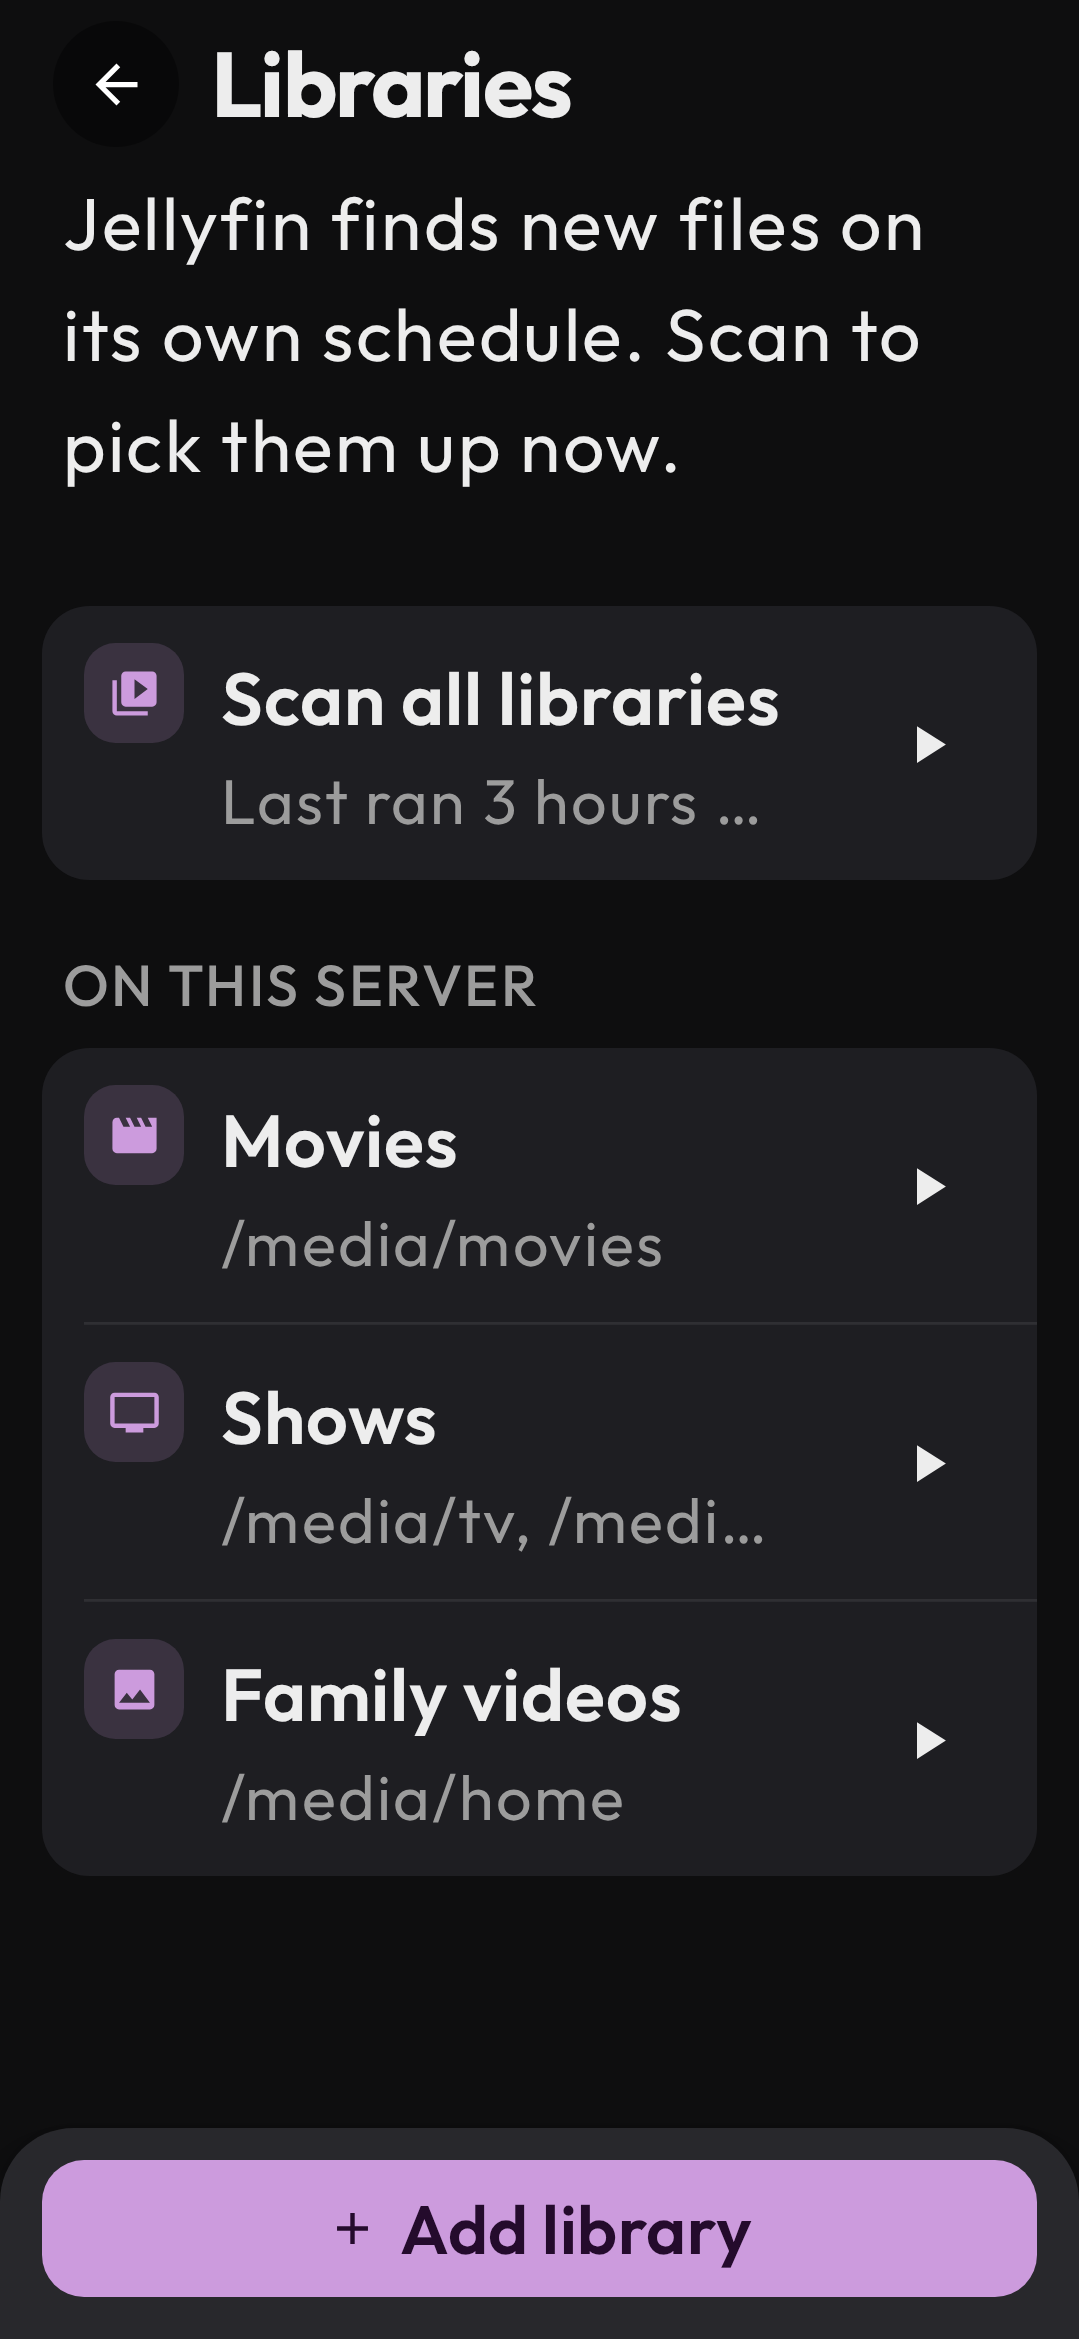 Libraries
Jellyfin finds new files on
its own schedule. Scan to
pick them up now.
Scan all libraries
Last ran 3 hours …
ON THIS SERVER
Movies
/media/movies
Shows
/media/tv, /medi…
Family videos
/media/home
+ Add library